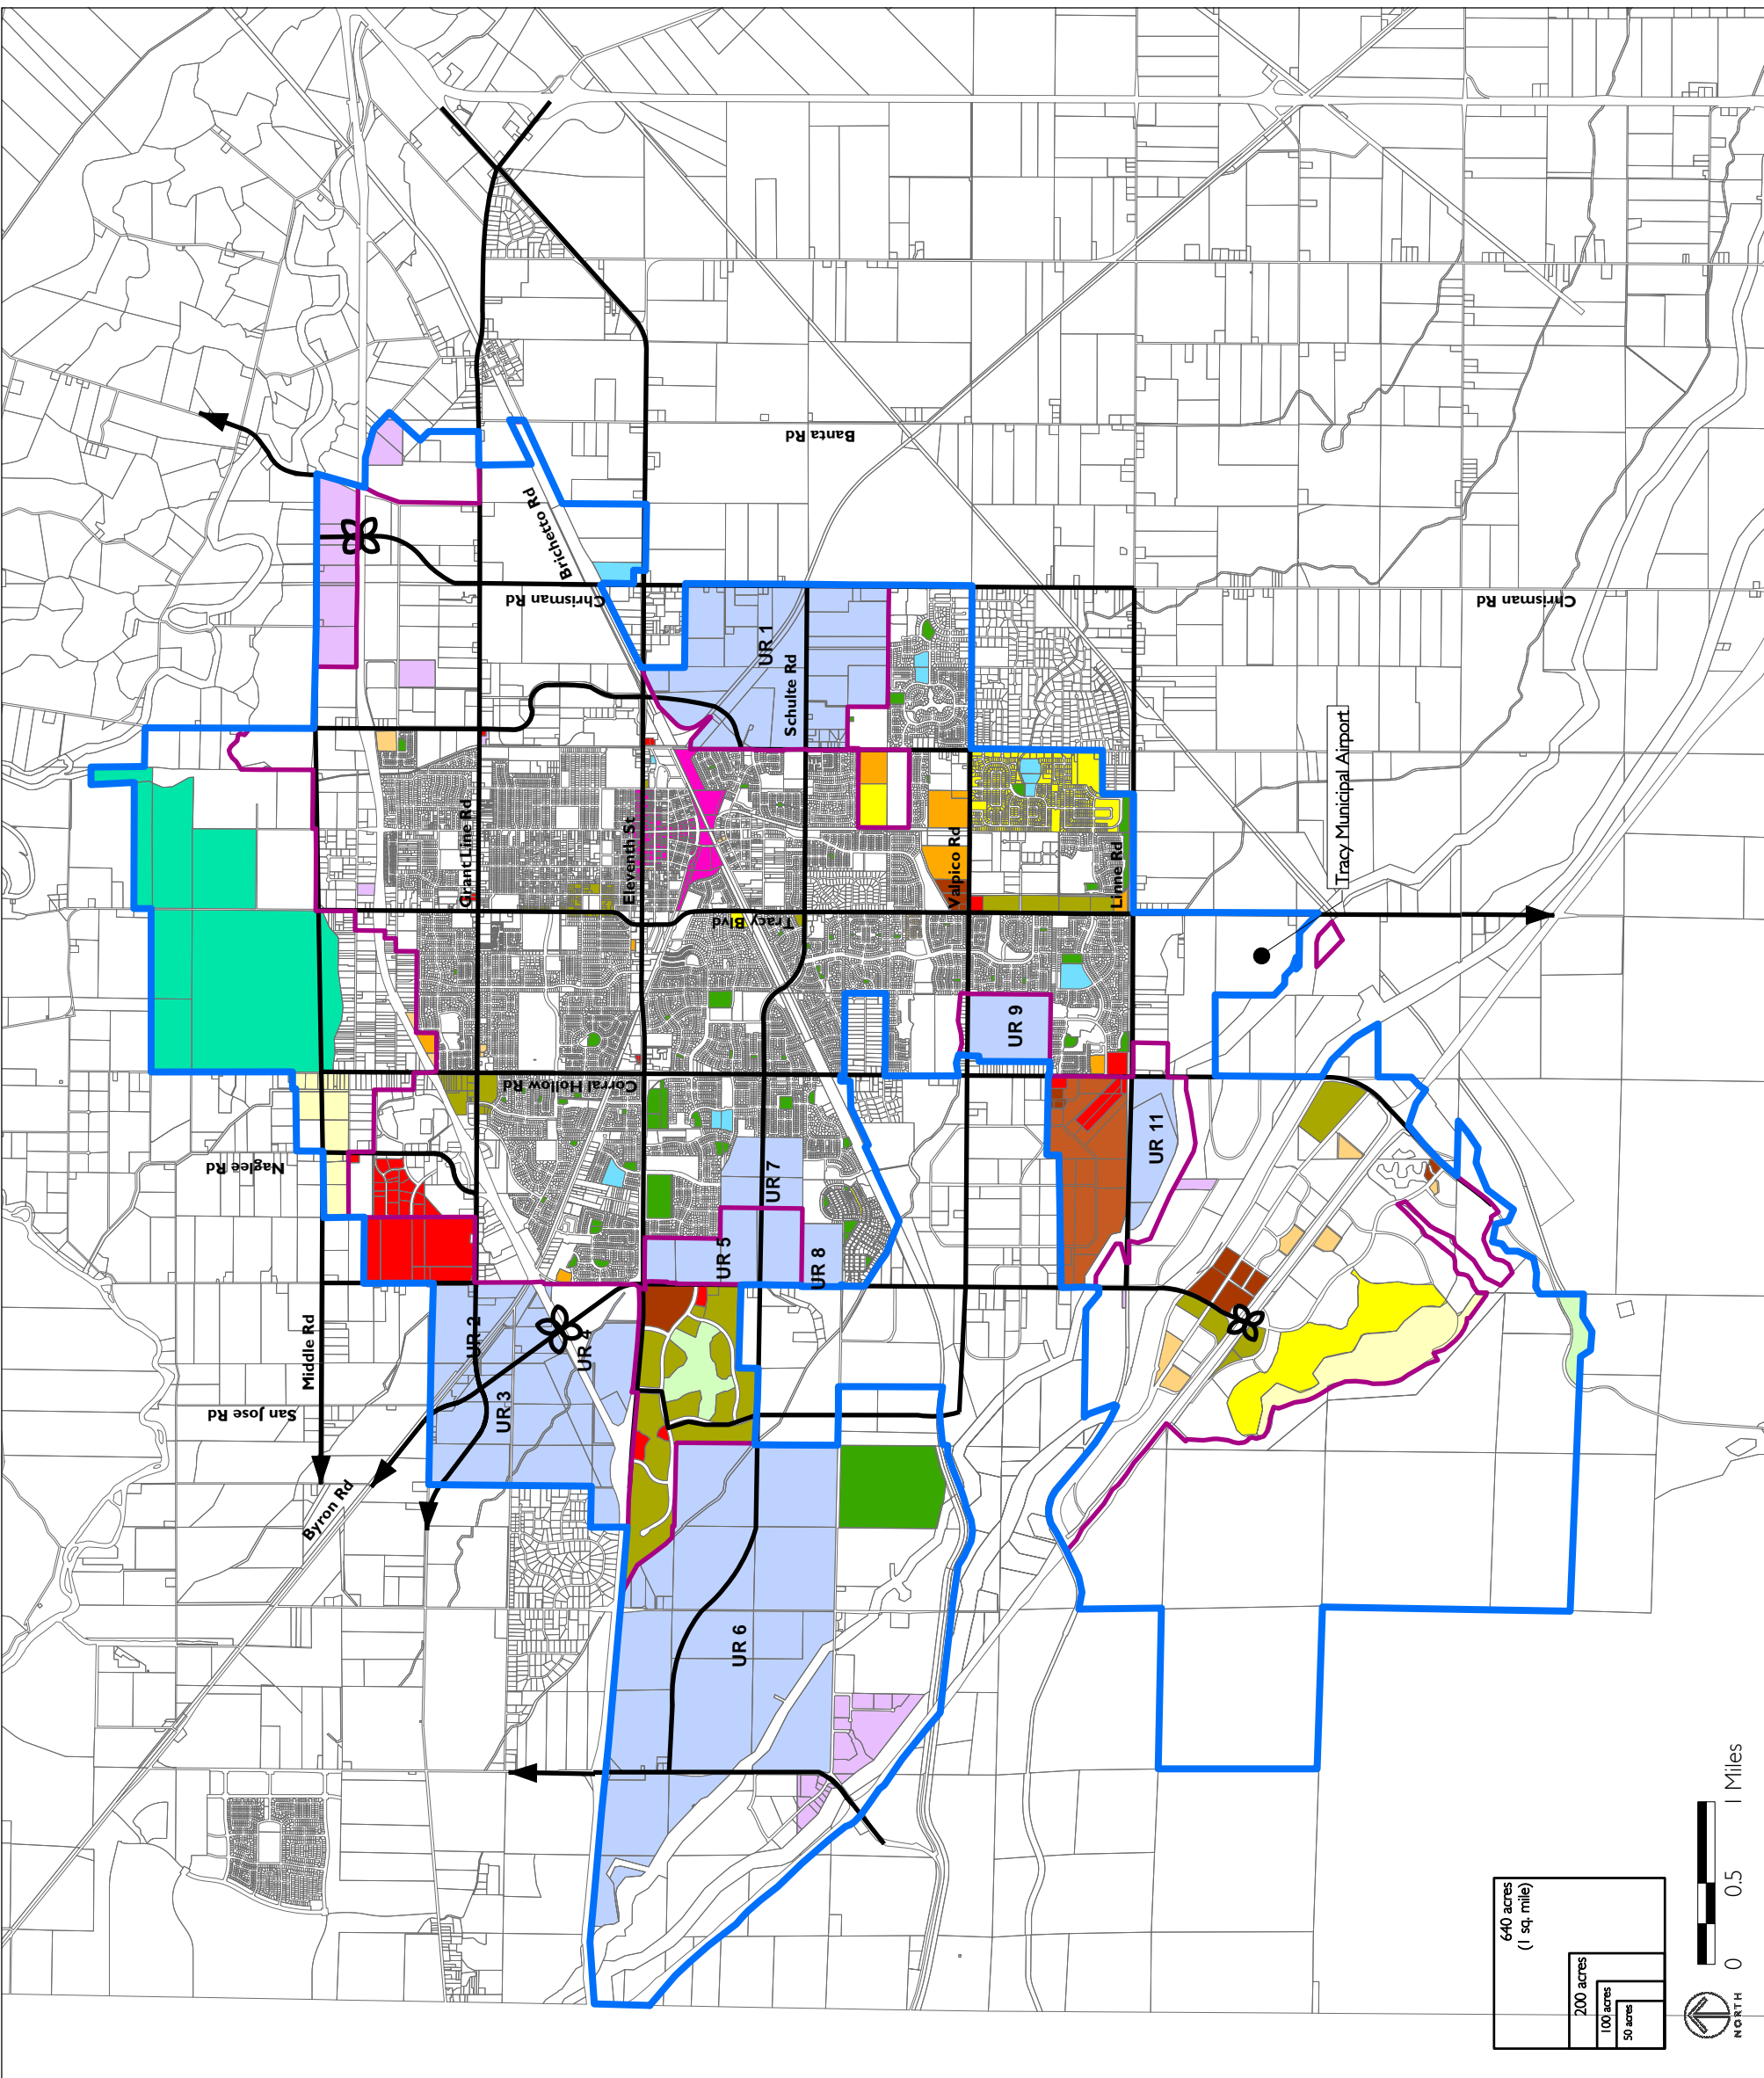 Banta Rd
Brichetto Rd
Chrisman Rd
Chrisman Rd
UR 1
Schulte Rd
Tracy Municipal Airport
Grant Line Rd
Eleventh St
Valpico Rd
Linne Rd
Tracy Blvd
UR 9
Corral Hollow Rd
Naglee Rd
UR 7
UR 11
UR 5
UR 8
Middle Rd
UR 2
UR 4
UR 3
San Jose Rd
Byron Rd
UR 6
640 acres
(1 sq. mile)
200 acres
100 acres
50 acres
0 0.5 1 Miles
NORTH